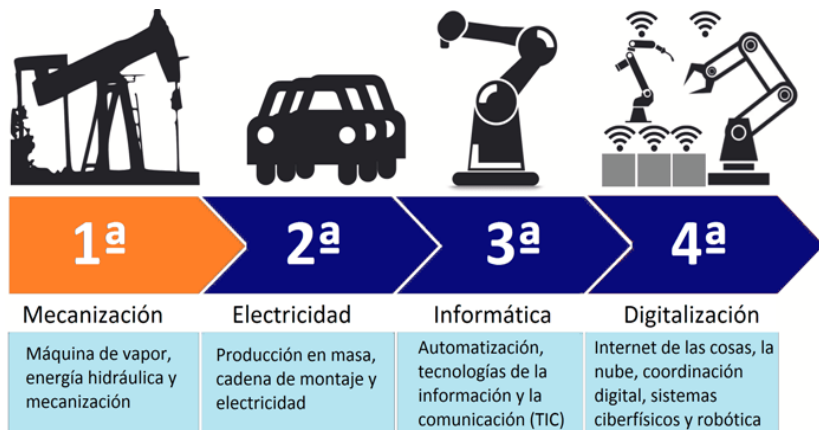 1ª
2ª
3ª
4ª
Mecanización
Electricidad
Informática
Digitalización
Máquina de vapor,
energía hidráulica y
mecanización
Producción en masa,
cadena de montaje y
electricidad
Automatización,
tecnologías de la
información y la
comunicación (TIC)
Internet de las cosas, la
nube, coordinación
digital, sistemas
ciberfísicos y robótica